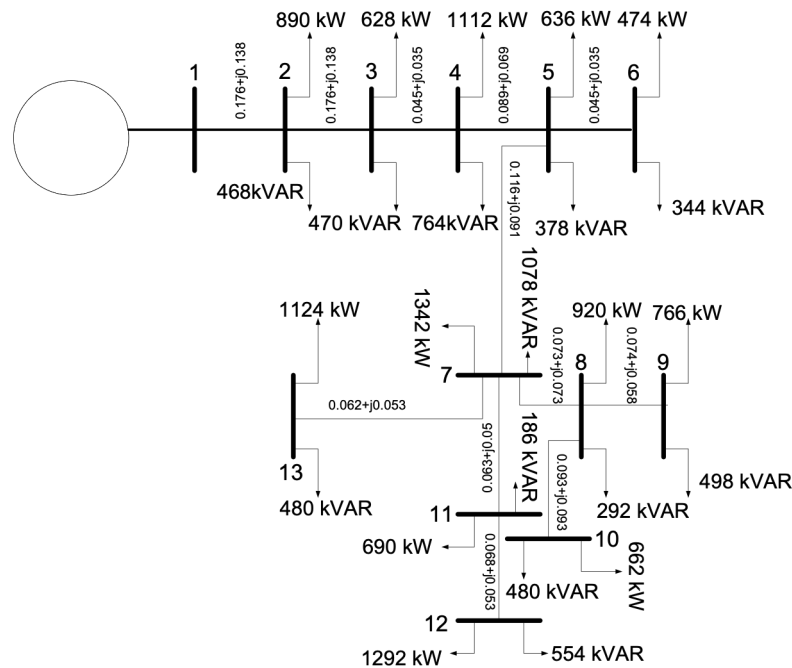 890 kW
628 kW
1112 kW
636 kW
474 kW
1
2
3
4
5
6
0.176+j0.138
0.176+j0.138
0.045+j0.035
0.089+j0.069
0.045+j0.035
468kVAR
470 kVAR
764kVAR
378 kVAR
344 kVAR
0.116+j0.091
1078 kVAR
1342 kW
1124 kW
920 kW
766 kW
7
8
9
0.073+j0.073
0.074+j0.058
0.062+j0.053
13
480 kVAR
0.063+j0.05
186 kVAR
0.093+j0.093
292 kVAR
498 kVAR
11
690 kW
10
0.068+j0.053
480 kVAR
662 kW
12
1292 kW
554 kVAR